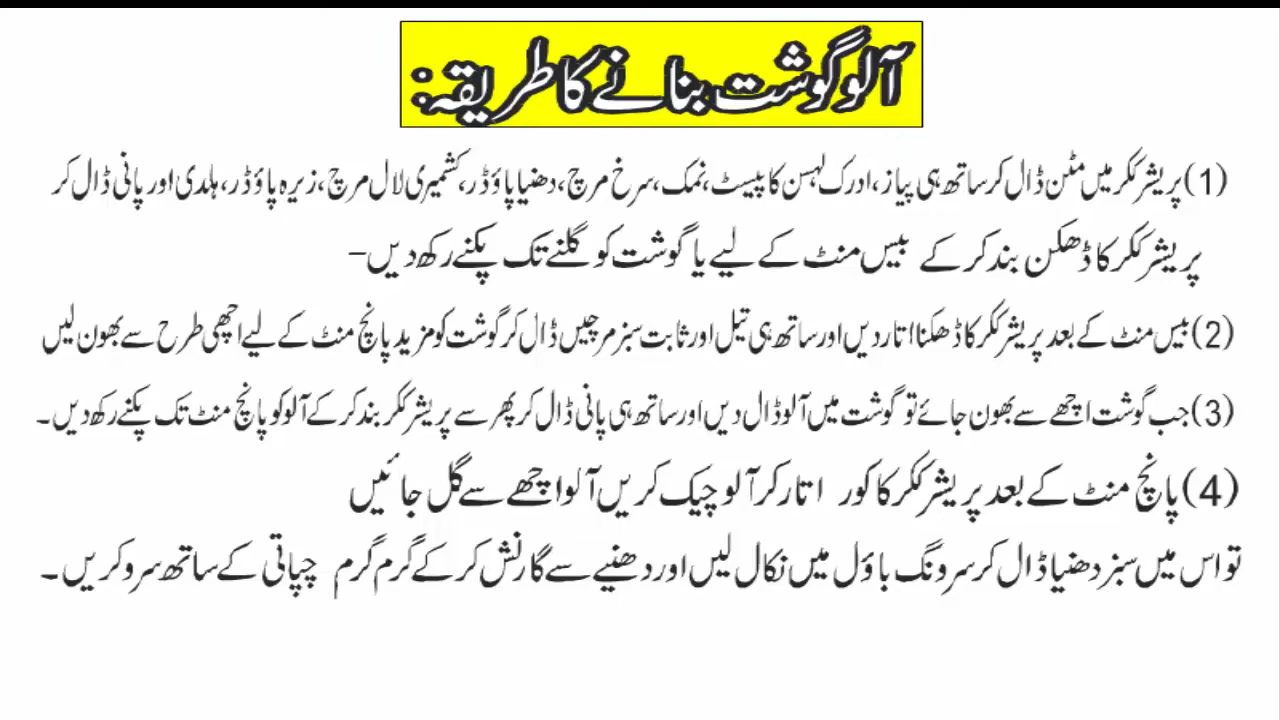 آلو گوشت بنانے کا طریقہ:
(1) پریشر ککر میں مٹن ڈال کر ساتھ ہی پیاز، ادرک لہسن کا پیسٹ، نمک، سرخ مرچ، دھنیا پاؤڈر، کشمیری لال مرچ، زیرہ پاؤڈر، ہلدی اور پانی ڈال کر
پریشر ککر کا ڈھکن بند کر کے بیس منٹ کے لیے یا گوشت کو گلنے تک پکنے رکھ دیں-
(2) بیس منٹ کے بعد پریشر ککر کا ڈھکنا اتار دیں اور ساتھ ہی تیل اور ثابت سبز مرچیں ڈال کر گوشت کو مزید پانچ منٹ کے لیے اچھی طرح سے بھون لیں
(3) جب گوشت اچھے سے بھون جائے تو گوشت میں آلو ڈال دیں اور ساتھ ہی پانی ڈال کر پھر سے پریشر ککر بند کر کے آلو کو پانچ منٹ تک پکنے رکھ دیں۔
(4) پانچ منٹ کے بعد پریشر ککر کا کور اتار کر آلو چیک کریں آلو اچھے سے گل جائیں
تو اس میں سبز دھنیا ڈال کر سرونگ باؤل میں نکال لیں اور دھنیے سے گارنش کر کے گرم گرم چپاتی کے ساتھ سرو کریں۔